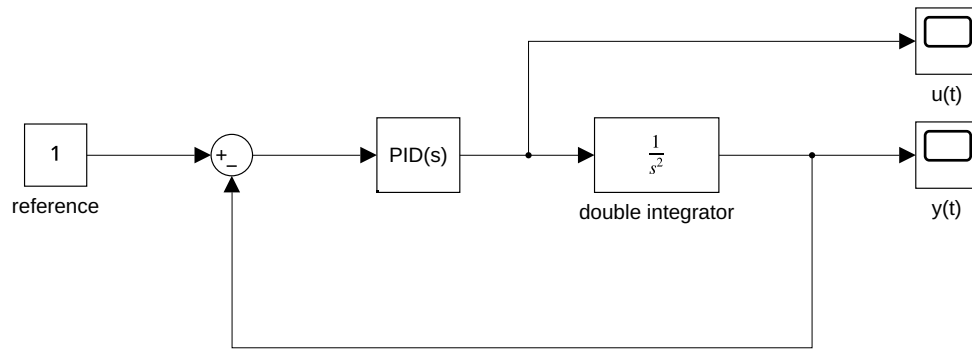 u(t)
1
+
−
PID(s)
1
s²
reference
double integrator
y(t)